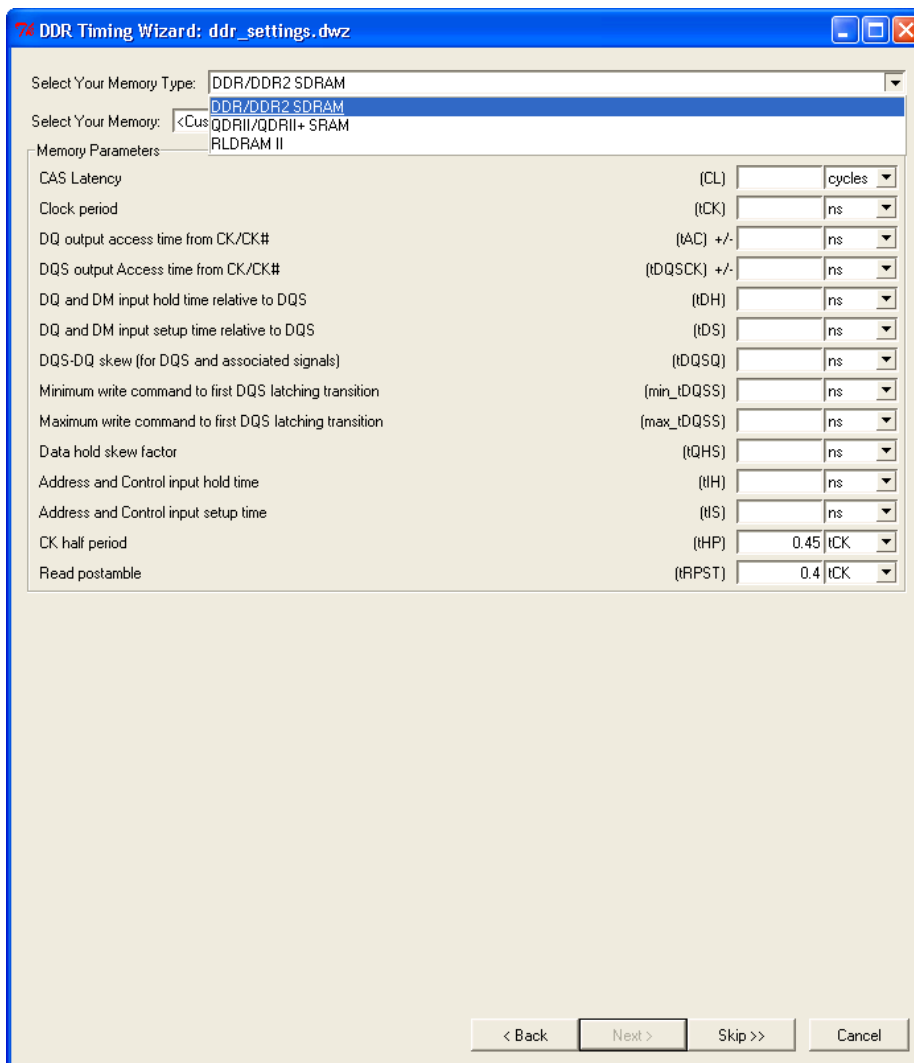 DDR Timing Wizard: ddr_settings.dwz
Select Your Memory Type: DDR/DDR2 SDRAM
DDR/DDR2 SDRAM
Select Your Memory: <Cus
QDRII/QDRII+ SRAM
RLDRAM II
Memory Parameters
CAS Latency (CL) cycles
Clock period (tCK) ns
DQ output access time from CK/CK# (tAC) +/- ns
DQS output Access time from CK/CK# (tDQSCK) +/- ns
DQ and DM input hold time relative to DQS (tDH) ns
DQ and DM input setup time relative to DQS (tDS) ns
DQS-DQ skew (for DQS and associated signals) (tDQSQ) ns
Minimum write command to first DQS latching transition (min_tDQSS) ns
Maximum write command to first DQS latching transition (max_tDQSS) ns
Data hold skew factor (tQHS) ns
Address and Control input hold time (tIH) ns
Address and Control input setup time (tIS) ns
CK half period (tHP) 0.45 tCK
Read postamble (tRPST) 0.4 tCK
< Back Next > Skip >> Cancel